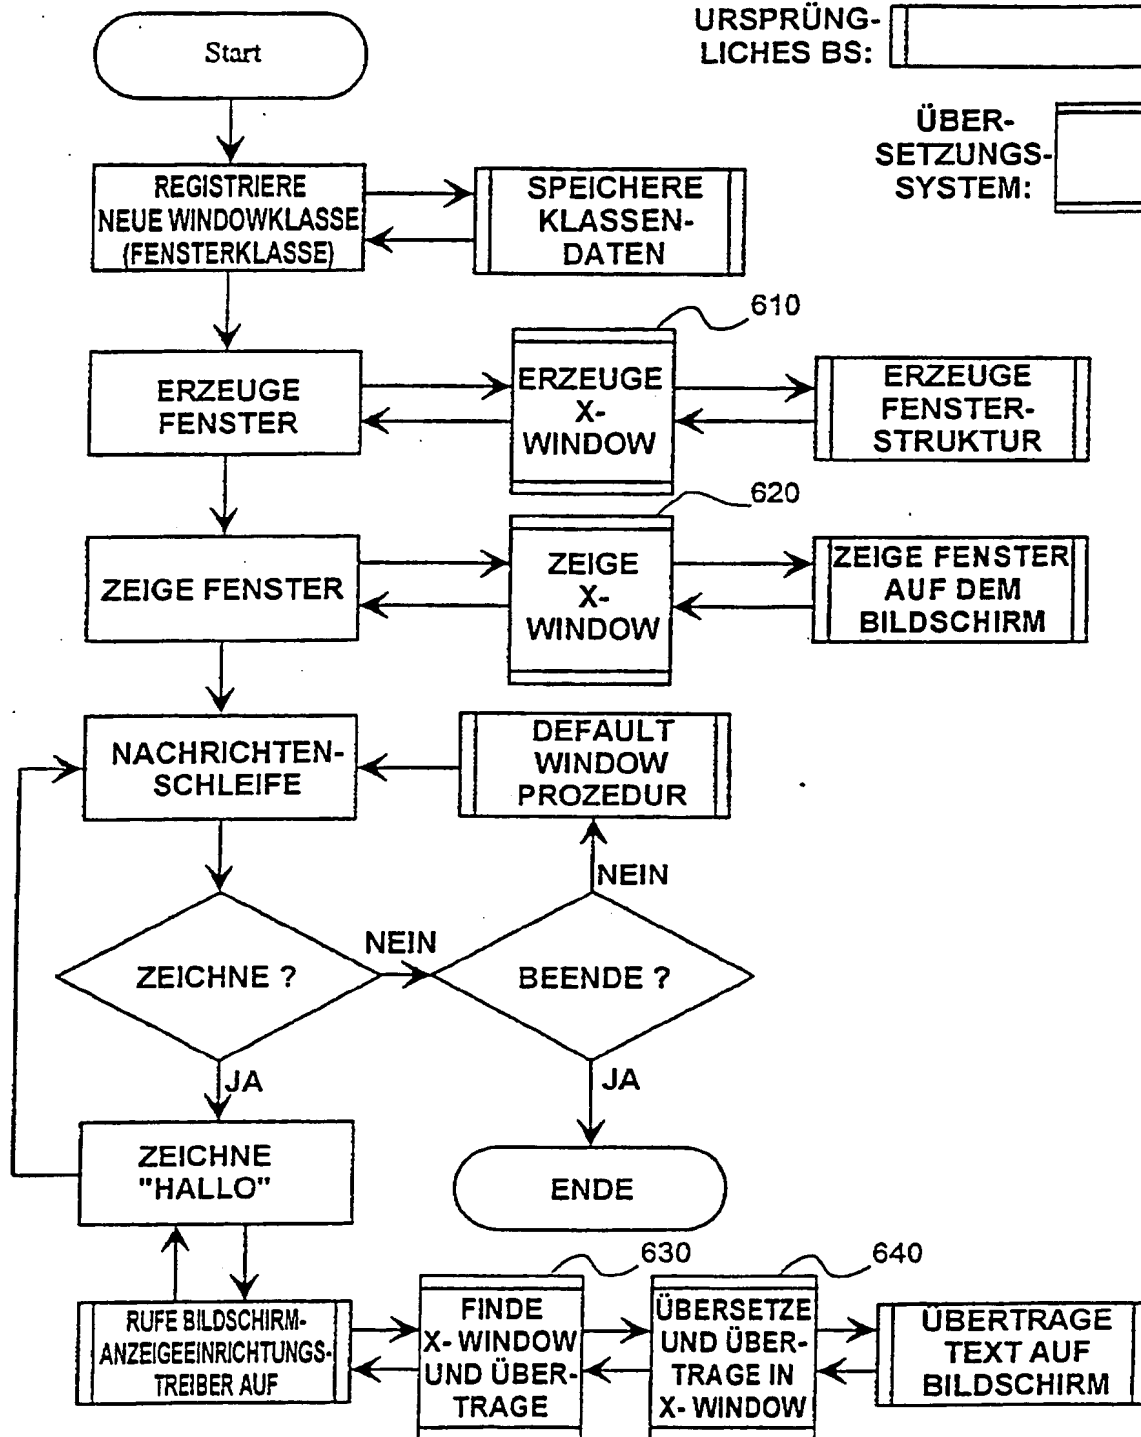 Start
URSPRÜNG-
LICHES BS:
ÜBER-
SETZUNGS-
SYSTEM:
REGISTRIERE
NEUE WINDOWKLASSE
(FENSTERKLASSE)
SPEICHERE
KLASSEN-
DATEN
610
ERZEUGE
FENSTER
ERZEUGE
X-
WINDOW
ERZEUGE
FENSTER-
STRUKTUR
620
ZEIGE FENSTER
ZEIGE
X-
WINDOW
ZEIGE FENSTER
AUF DEM
BILDSCHIRM
NACHRICHTEN-
SCHLEIFE
DEFAULT
WINDOW
PROZEDUR
NEIN
ZEICHNE ?
NEIN
BEENDE ?
JA
JA
ZEICHNE
"HALLO"
ENDE
630
640
RUFE BILDSCHIRM-
ANZEIGEEINRICHTUNGS-
TREIBER AUF
FINDE
X- WINDOW
UND ÜBER-
TRAGE
ÜBERSETZE
UND ÜBER-
TRAGE IN
X- WINDOW
ÜBERTRAGE
TEXT AUF
BILDSCHIRM